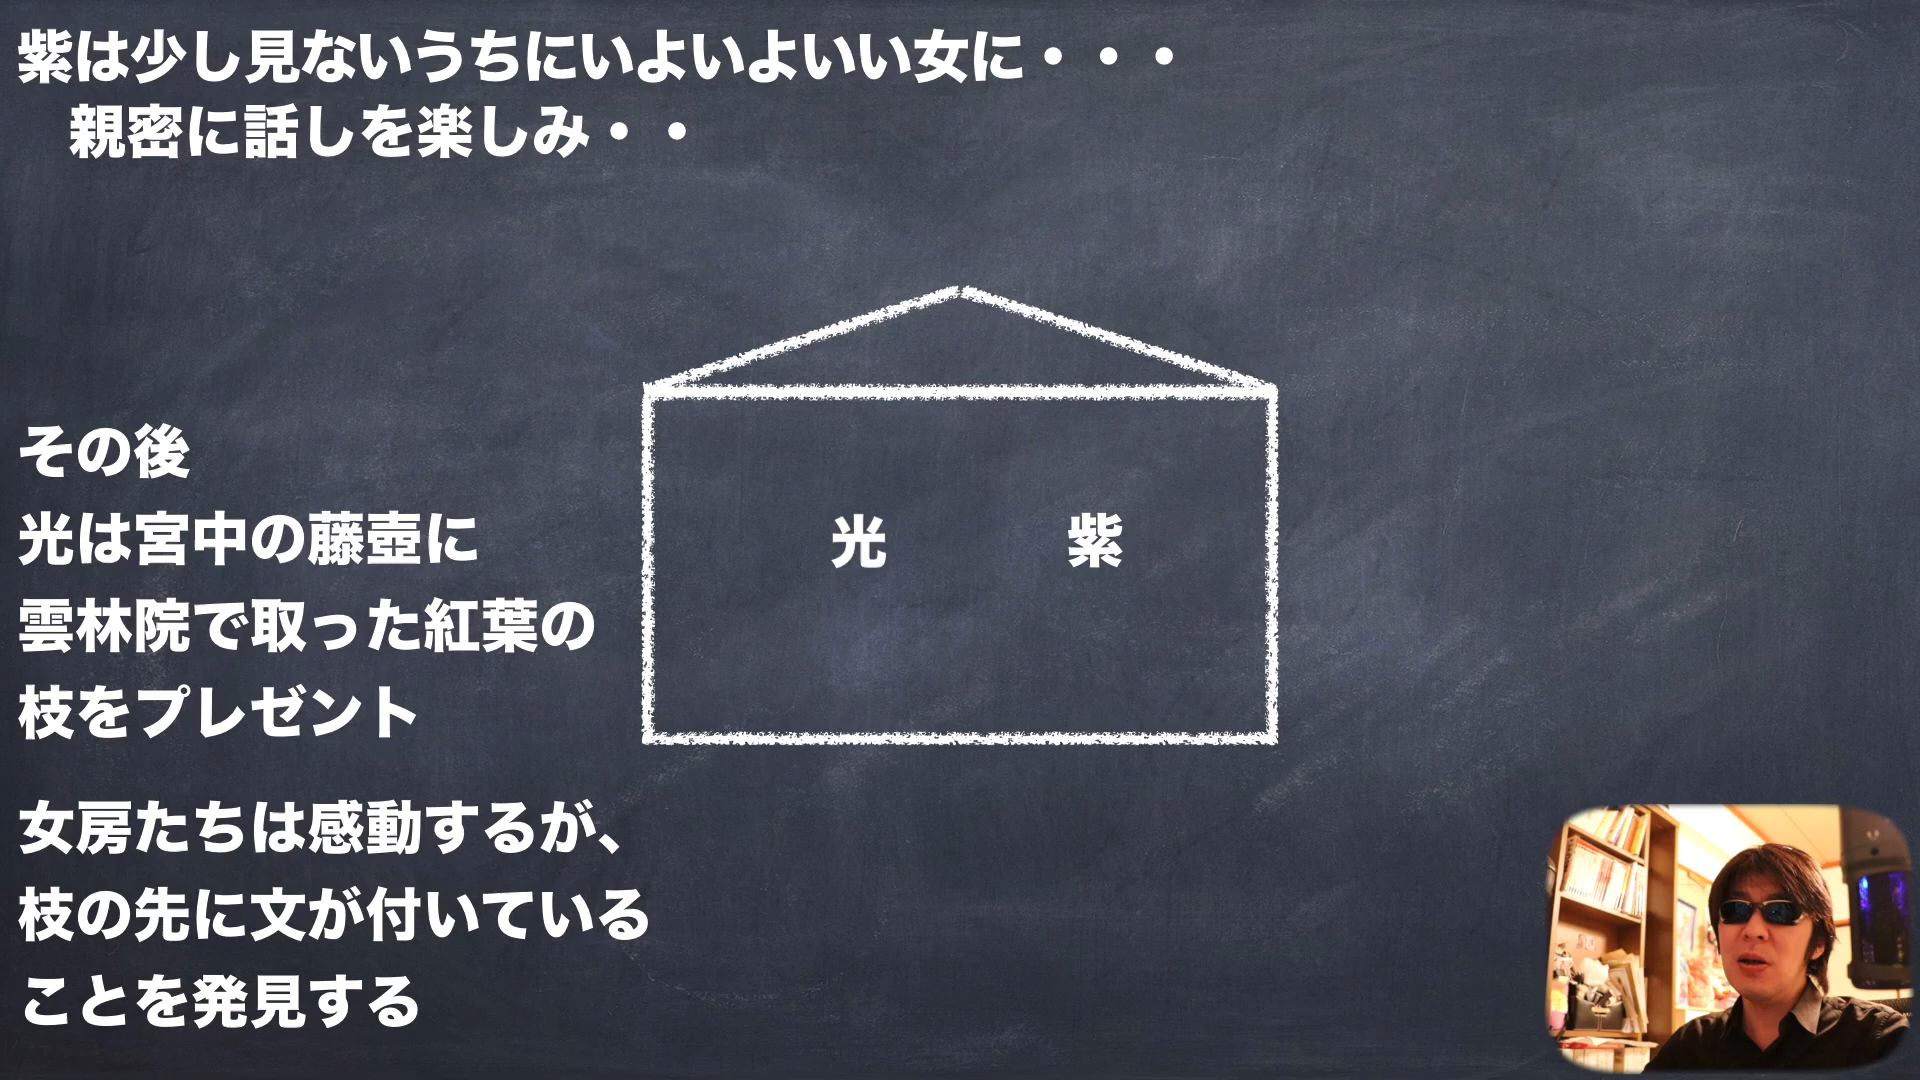 紫は少し見ないうちにいよいよいい女に・・・
親密に話しを楽しみ・・
その後
光は宮中の藤壺に
雲林院で取った紅葉の
枝をプレゼント
女房たちは感動するが、
枝の先に文が付いている
ことを発見する
光 紫